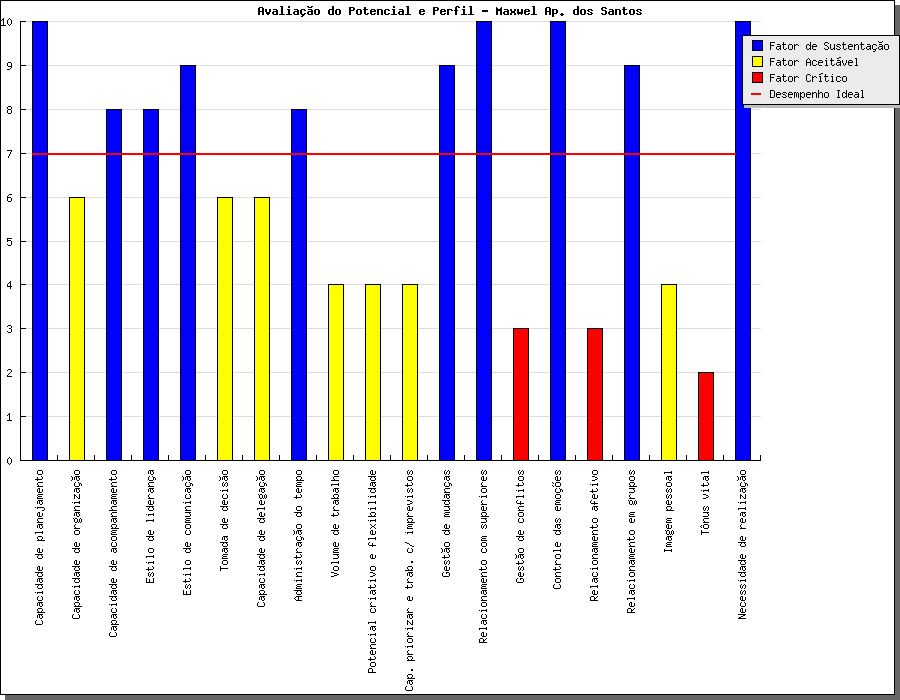 Avaliação do Potencial e Perfil - Maxwel Ap. dos Santos
10
9
8
7
6
5
4
3
2
1
0
Fator de Sustentação
Fator Aceitável
Fator Crítico
Desempenho Ideal
Capacidade de planejamento
Capacidade de organização
Capacidade de acompanhamento
Estilo de liderança
Estilo de comunicação
Tomada de decisão
Capacidade de delegação
Administração do tempo
Volume de trabalho
Potencial criativo e flexibilidade
Cap. priorizar e trab. c/ imprevistos
Gestão de mudanças
Relacionamento com superiores
Gestão de conflitos
Controle das emoções
Relacionamento afetivo
Relacionamento em grupos
Imagem pessoal
Tônus vital
Necessidade de realização